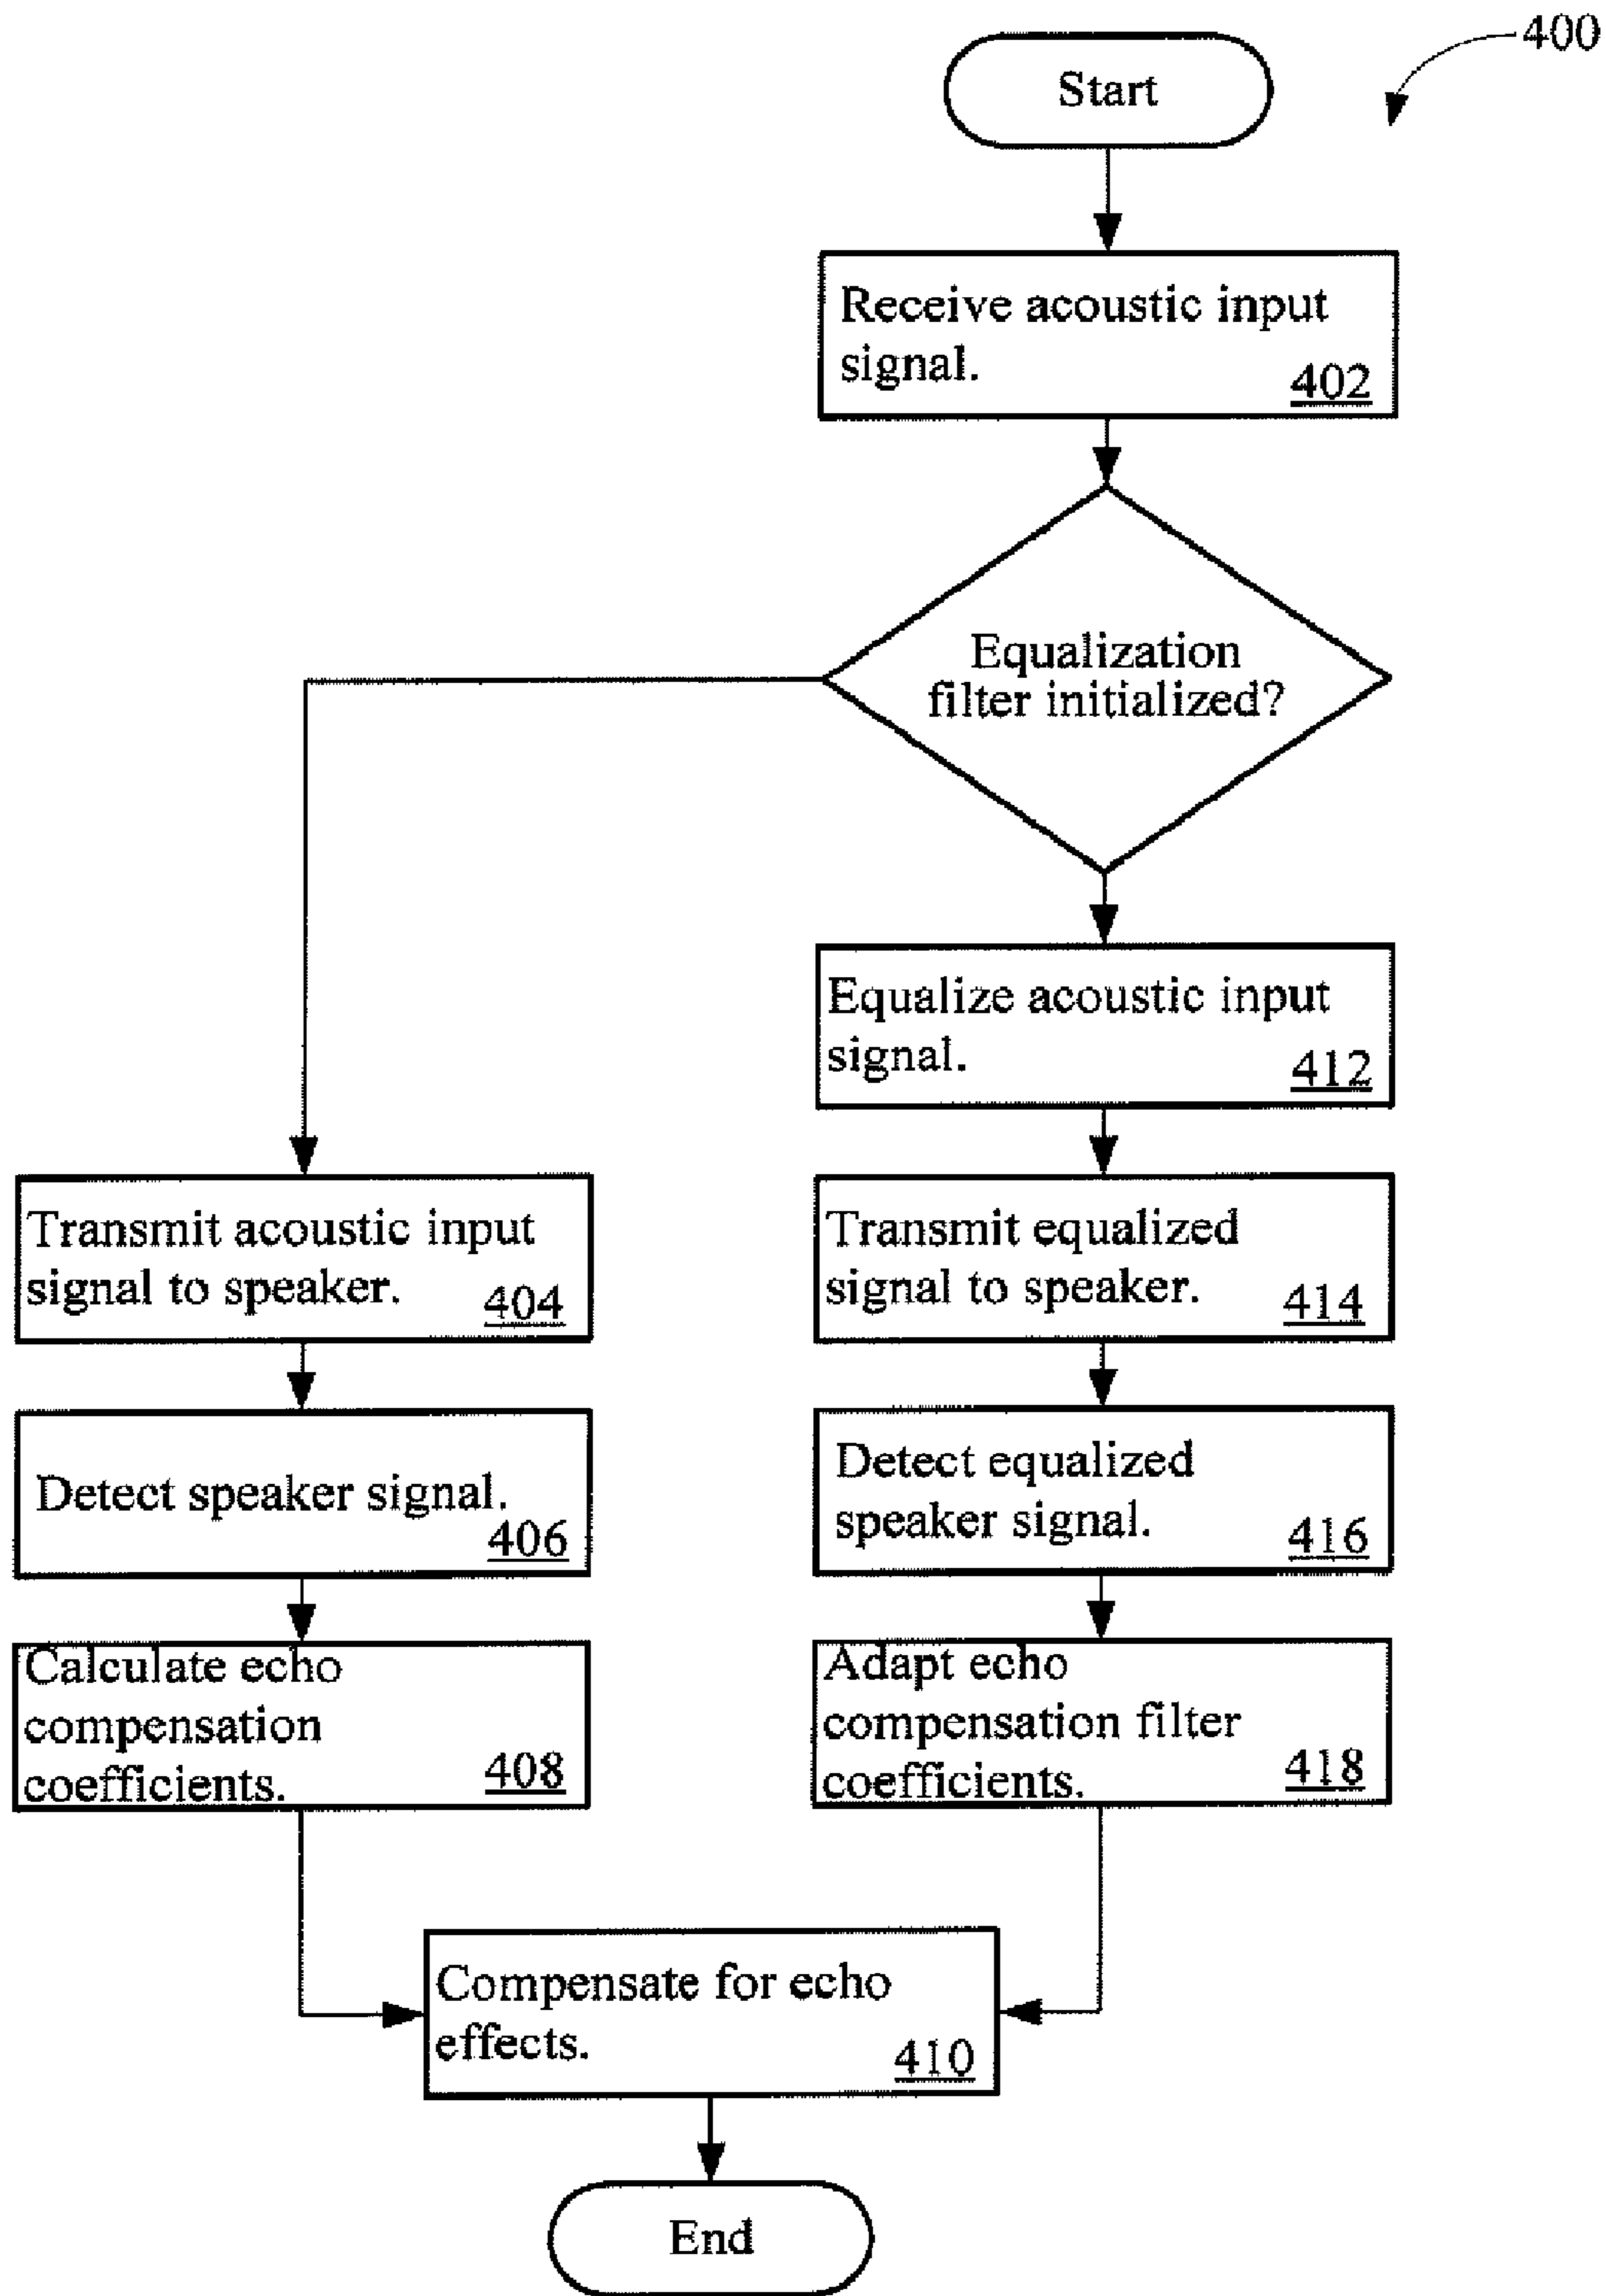 400
Start
Receive acoustic input
signal.
402
Equalization
filter initialized?
Equalize acoustic input
signal.
412
Transmit acoustic input
signal to speaker.
404
Transmit equalized
signal to speaker.
414
Detect speaker signal.
406
Detect equalized
speaker signal.
416
Calculate echo
compensation
coefficients.
408
Adapt echo
compensation filter
coefficients.
418
Compensate for echo
effects.
410
End